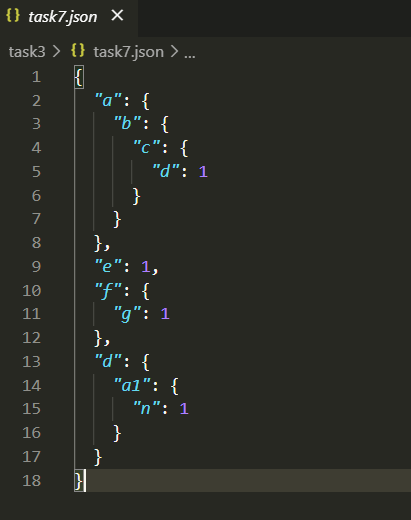 {} task7.json ×
task3 > {} task7.json > ...
1 {
2   "a": {
3     "b": {
4       "c": {
5         "d": 1
6       }
7     }
8   },
9   "e": 1,
10   "f": {
11     "g": 1
12   },
13   "d": {
14     "a1": {
15       "n": 1
16     }
17   }
18 }